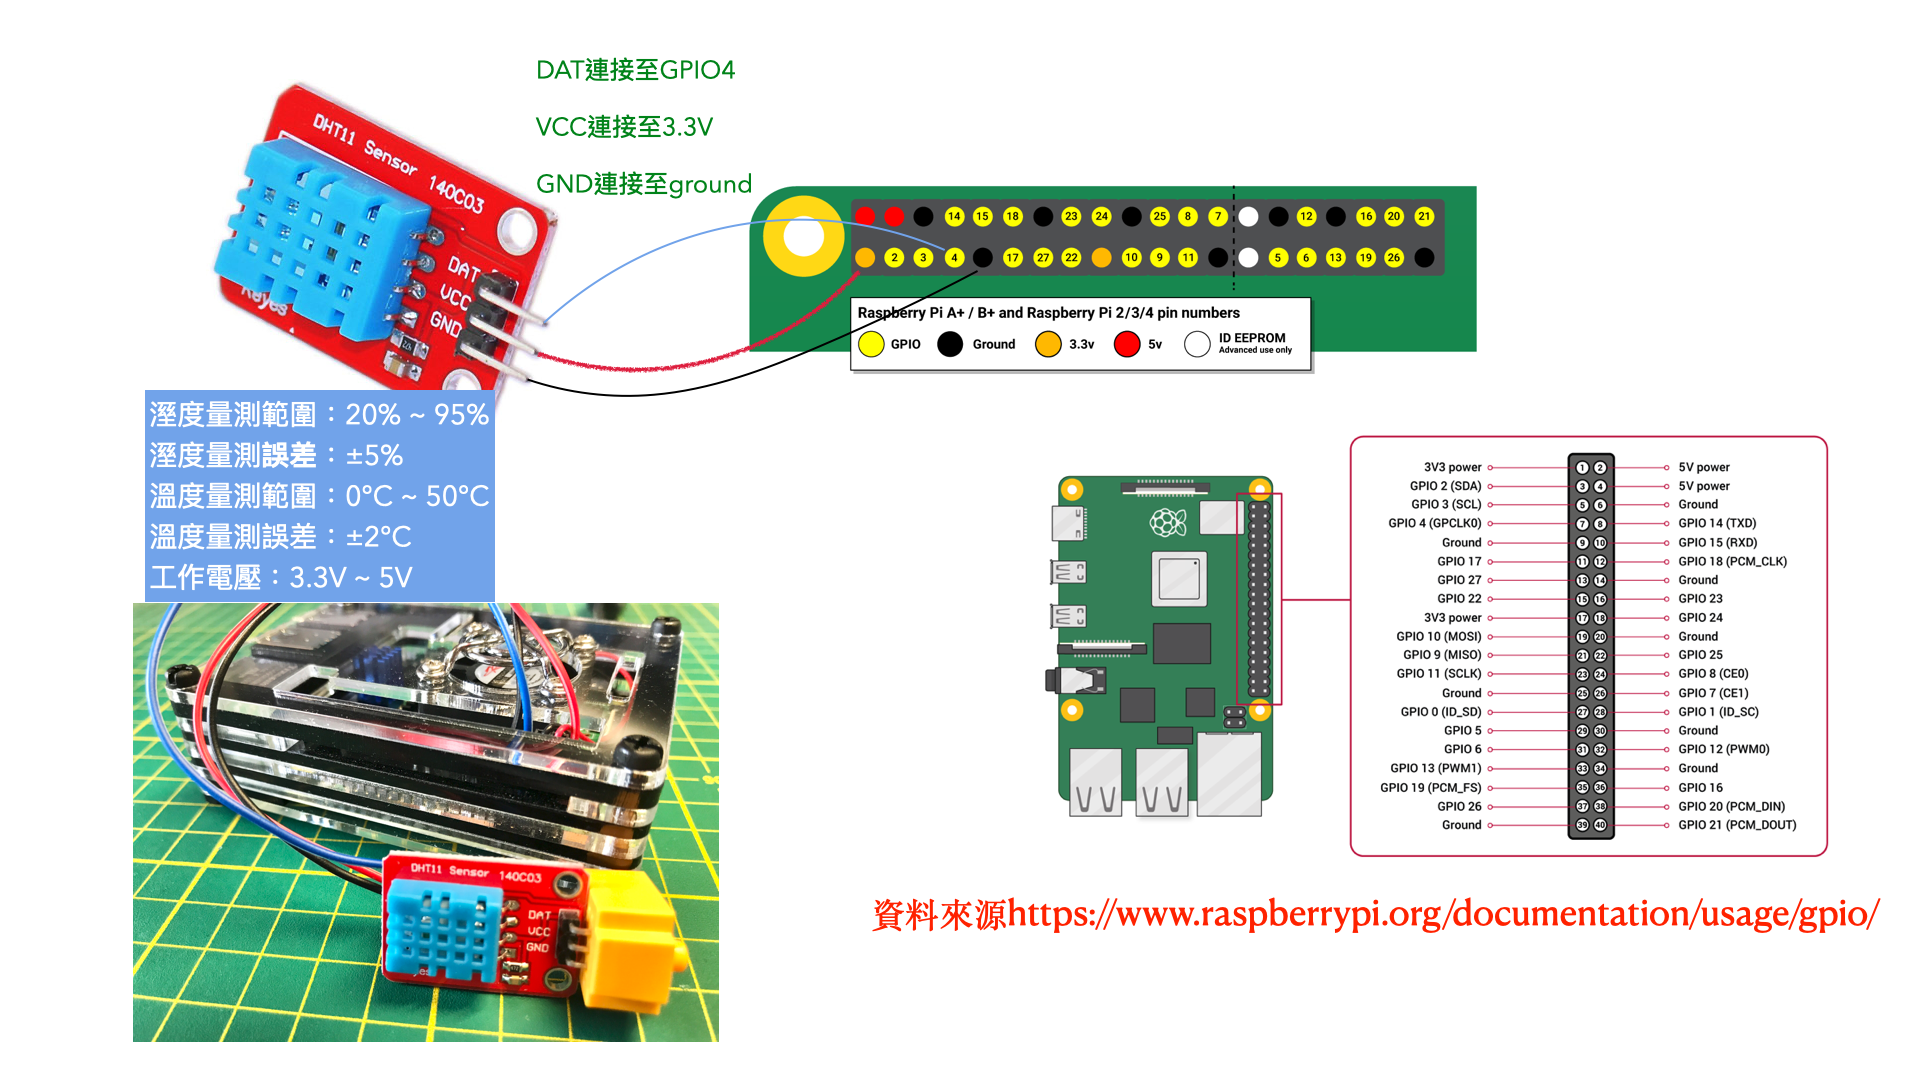 DAT連接至GPIO4
VCC連接至3.3V
GND連接至ground
DHT11 Sensor 140C03
DAT
VCC
GND
Keyes
14 15 18 23 24 25 8 7 12 16 20 21
2 3 4 17 27 22 10 9 11 5 6 13 19 26
Raspberry Pi A+ / B+ and Raspberry Pi 2/3/4 pin numbers
GPIO Ground 3.3v 5v ID EEPROM
Advanced use only
溼度量測範圍：20% ~ 95%
溼度量測誤差：±5%
溫度量測範圍：0°C ~ 50°C
溫度量測誤差：±2°C
工作電壓：3.3V ~ 5V
3V3 power 1 2 5V power
GPIO 2 (SDA) 3 4 5V power
GPIO 3 (SCL) 5 6 Ground
GPIO 4 (GPCLK0) 7 8 GPIO 14 (TXD)
Ground 9 10 GPIO 15 (RXD)
GPIO 17 11 12 GPIO 18 (PCM_CLK)
GPIO 27 13 14 Ground
GPIO 22 15 16 GPIO 23
3V3 power 17 18 GPIO 24
GPIO 10 (MOSI) 19 20 Ground
GPIO 9 (MISO) 21 22 GPIO 25
GPIO 11 (SCLK) 23 24 GPIO 8 (CE0)
Ground 25 26 GPIO 7 (CE1)
GPIO 0 (ID_SD) 27 28 GPIO 1 (ID_SC)
GPIO 5 29 30 Ground
GPIO 6 31 32 GPIO 12 (PWM0)
GPIO 13 (PWM1) 33 34 Ground
GPIO 19 (PCM_FS) 35 36 GPIO 16
GPIO 26 37 38 GPIO 20 (PCM_DIN)
Ground 39 40 GPIO 21 (PCM_DOUT)
DHT11 Sensor 140C03
DAT
VCC
GND
資料來源https://www.raspberrypi.org/documentation/usage/gpio/